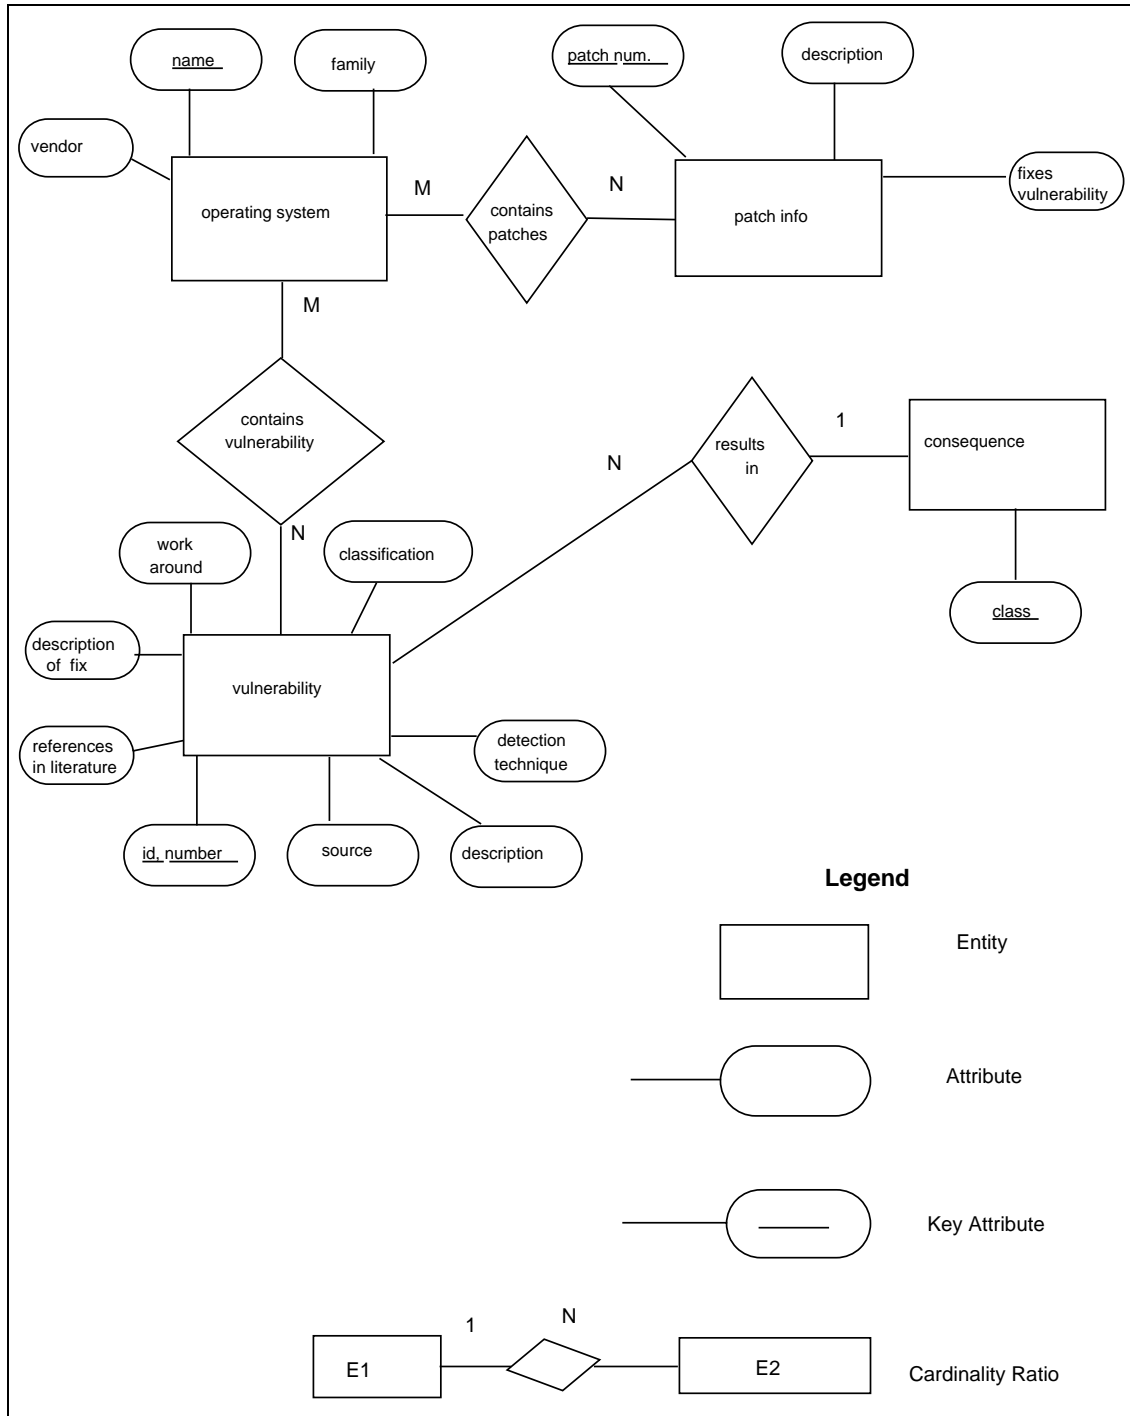 name
family
patch num.
description
vendor
fixes
vulnerability
operating system
M
contains
patches
N
patch info
M
contains
vulnerability
N
results
in
1
consequence
class
N
work
around
classification
description
of fix
vulnerability
references
in literature
detection
technique
id, number
source
description
Legend
Entity
Attribute
Key Attribute
E1
1
N
E2
Cardinality Ratio